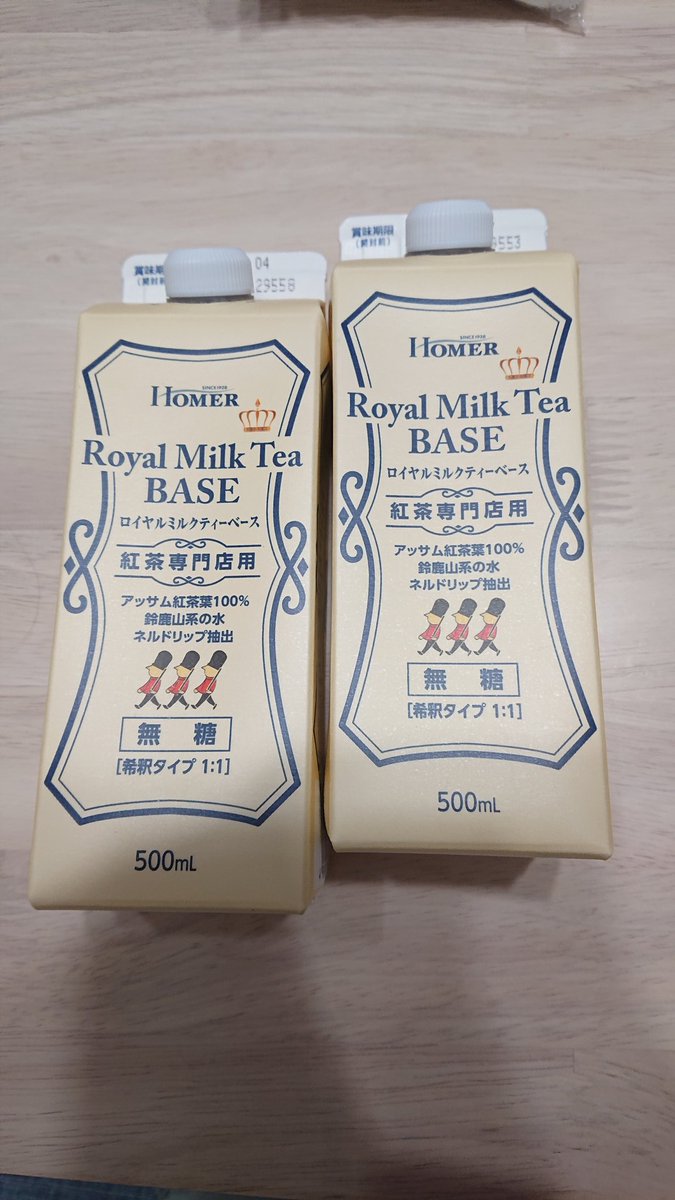 賞味期
(開封前
04
29558
SINCE 1938
HOMER
Royal Milk Tea
BASE
ロイヤルミルクティーベース
紅茶専門店用
アッサム紅茶葉100%
鈴鹿山系の水
ネルドリップ抽出
無 糖
[希釈タイプ 1:1]
500mL
賞味期限
(開封前)
9553
SINCE 1938
HOMER
Royal Milk Tea
BASE
ロイヤルミルクティーベース
紅茶専門店用
アッサム紅茶葉100%
鈴鹿山系の水
ネルドリップ抽出
無 糖
[希釈タイプ 1:1]
500mL